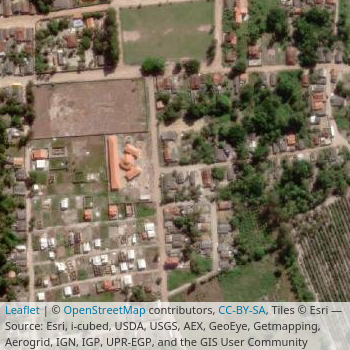 Leaflet | © OpenStreetMap contributors, CC-BY-SA, Tiles © Esri —
Source: Esri, i-cubed, USDA, USGS, AEX, GeoEye, Getmapping,
Aerogrid, IGN, IGP, UPR-EGP, and the GIS User Community